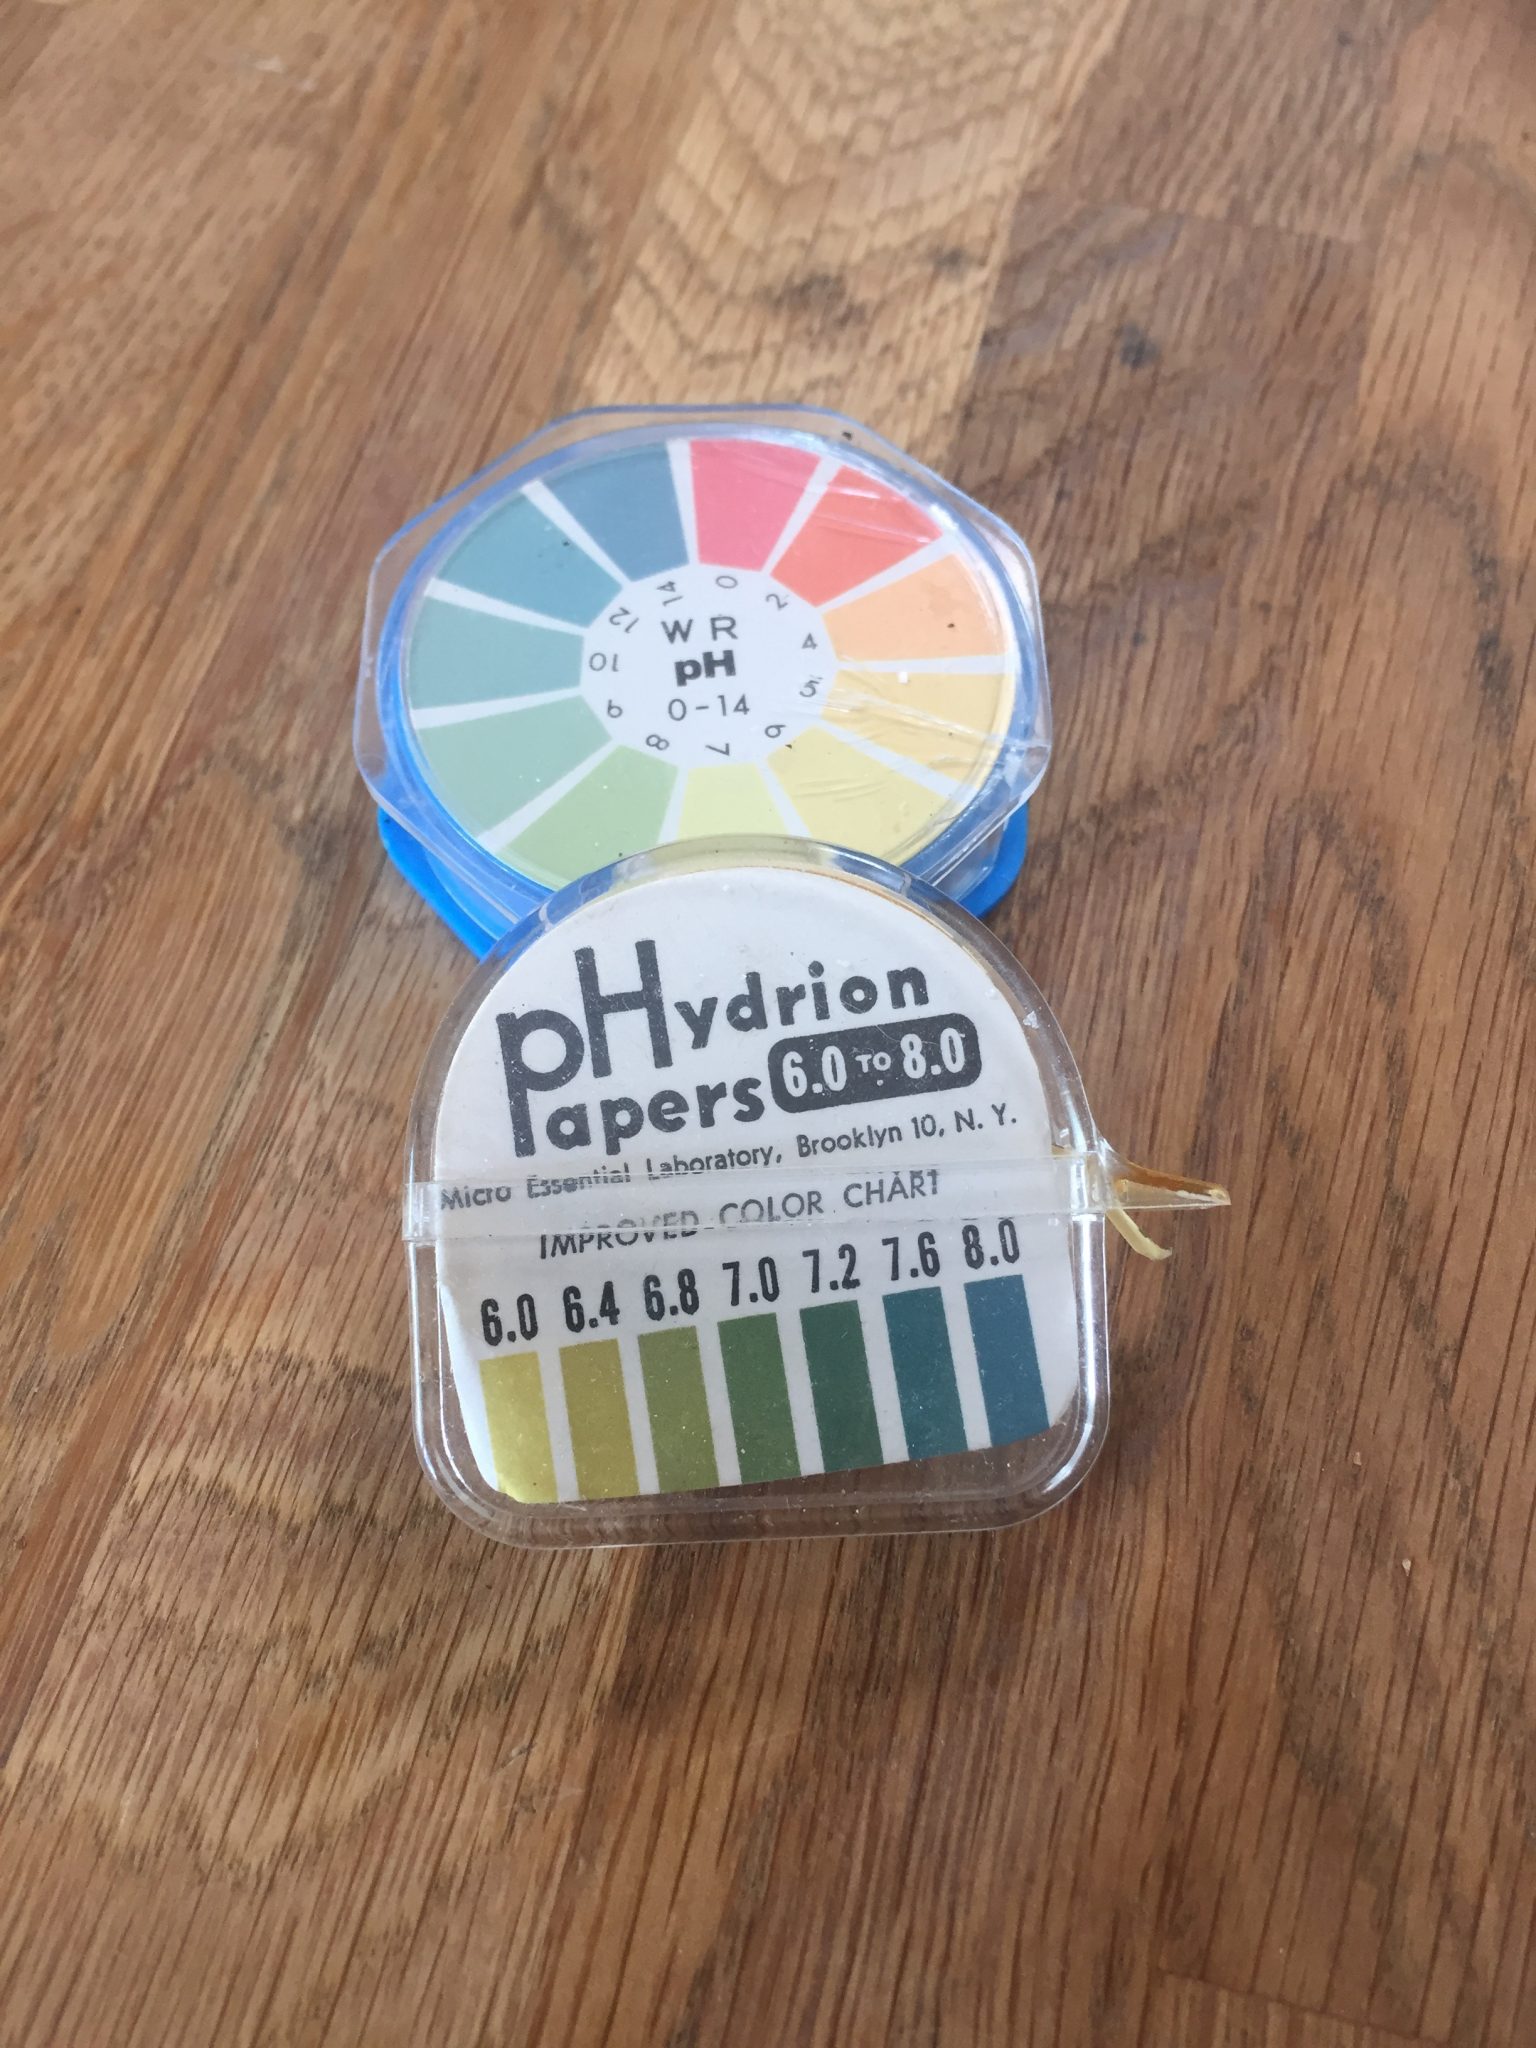 0
2
4
5
6
7
8
9
10
12
14
W R
pH
0-14
pHydrion
Papers 6.0 TO 8.0
Micro Essential Laboratory, Brooklyn 10, N. Y.
IMPROVED COLOR CHART
6.0 6.4 6.8 7.0 7.2 7.6 8.0